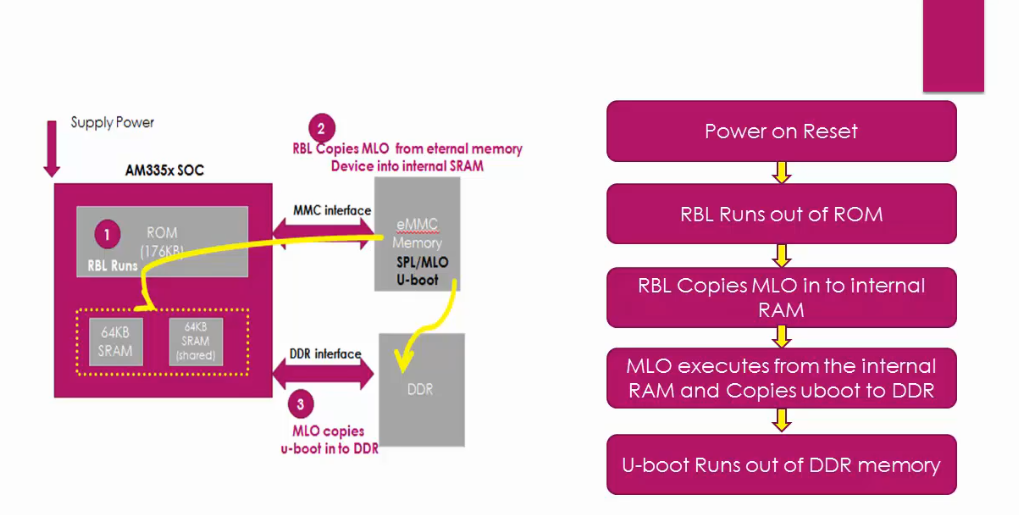 Supply Power
AM335x SOC
1
ROM
(176KB)
RBL Runs
64KB
SRAM
64KB
SRAM
(shared)
2
RBL Copies MLO from eternal memory
Device into internal SRAM
MMC interface
eMMC
Memory
SPL/MLO
U-boot
DDR interface
DDR
3
MLO copies
u-boot in to DDR
Power on Reset
RBL Runs out of ROM
RBL Copies MLO in to internal
RAM
MLO executes from the internal
RAM and Copies uboot to DDR
U-boot Runs out of DDR memory